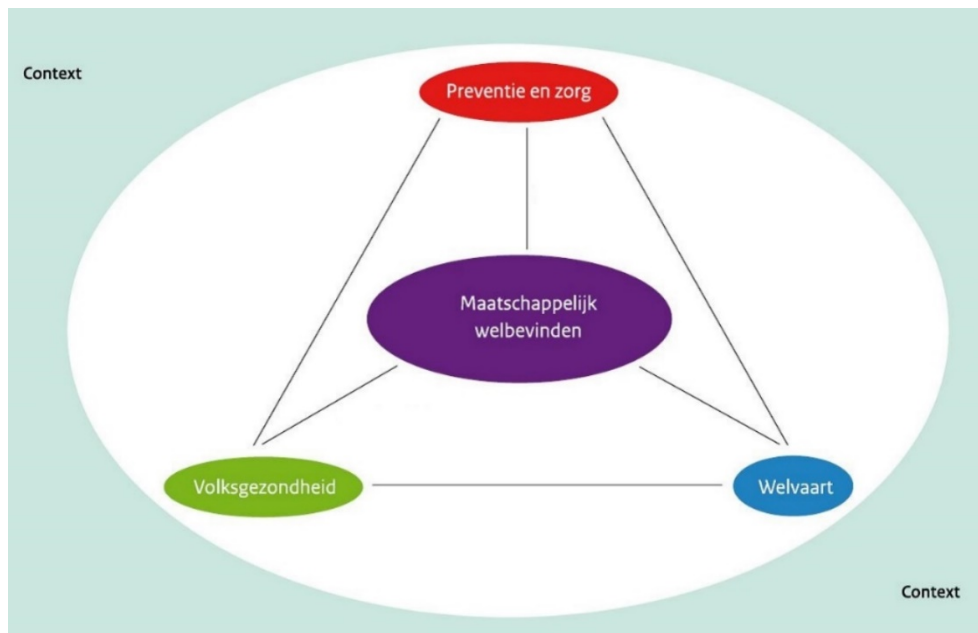 Context
Preventie en zorg
Maatschappelijk
welbevinden
Volksgezondheid
Welvaart
Context